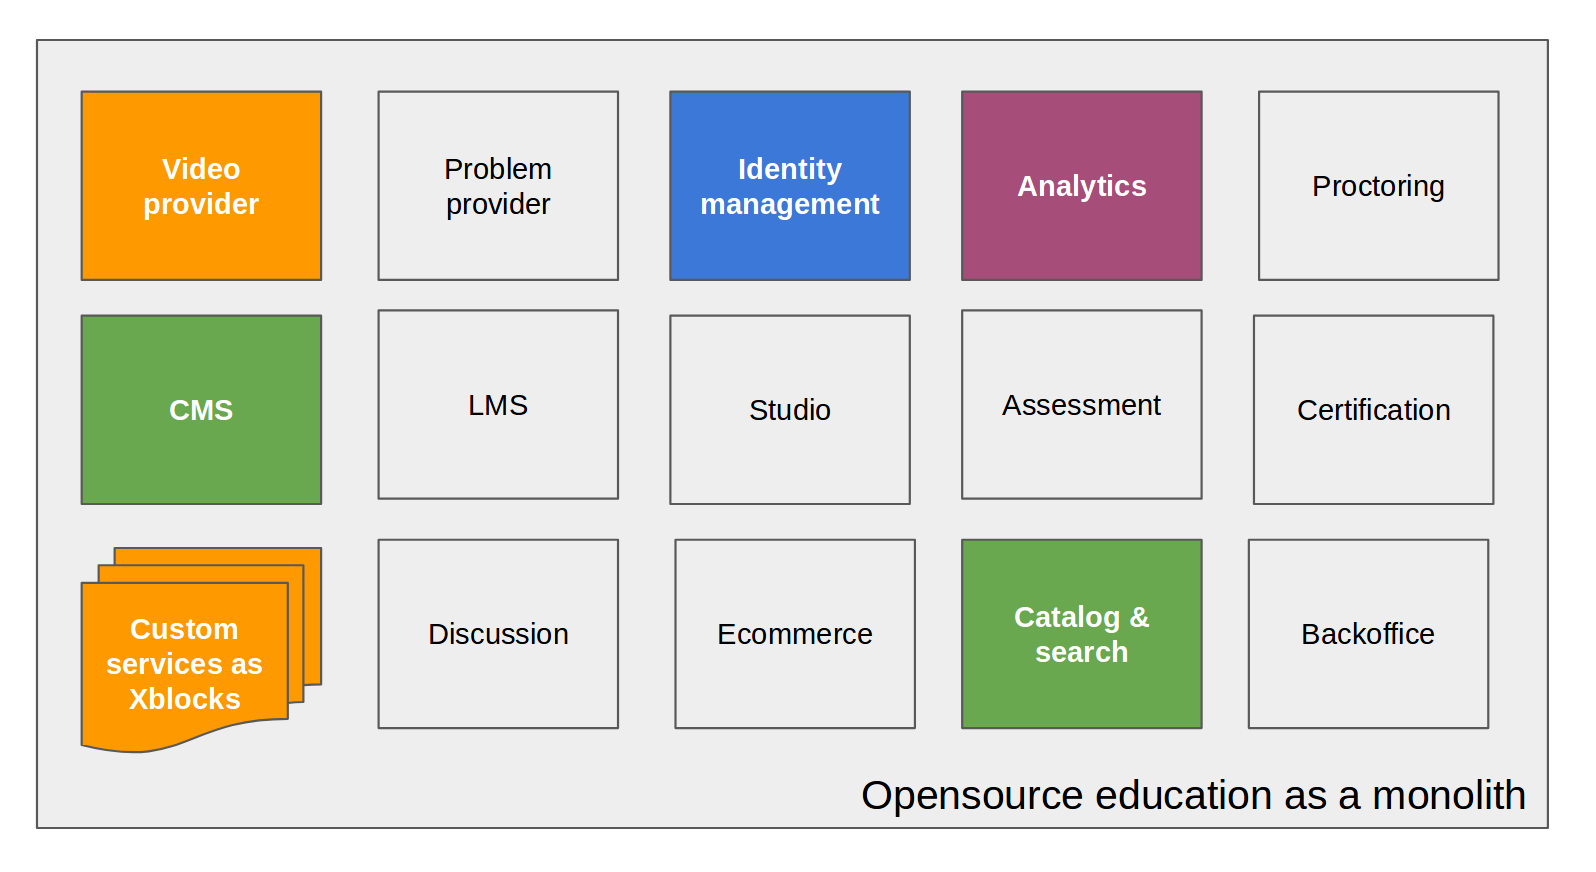 Video
provider
Problem
provider
Identity
management
Analytics
Proctoring
CMS
LMS
Studio
Assessment
Certification
Custom
services as
Xblocks
Discussion
Ecommerce
Catalog &
search
Backoffice
Opensource education as a monolith